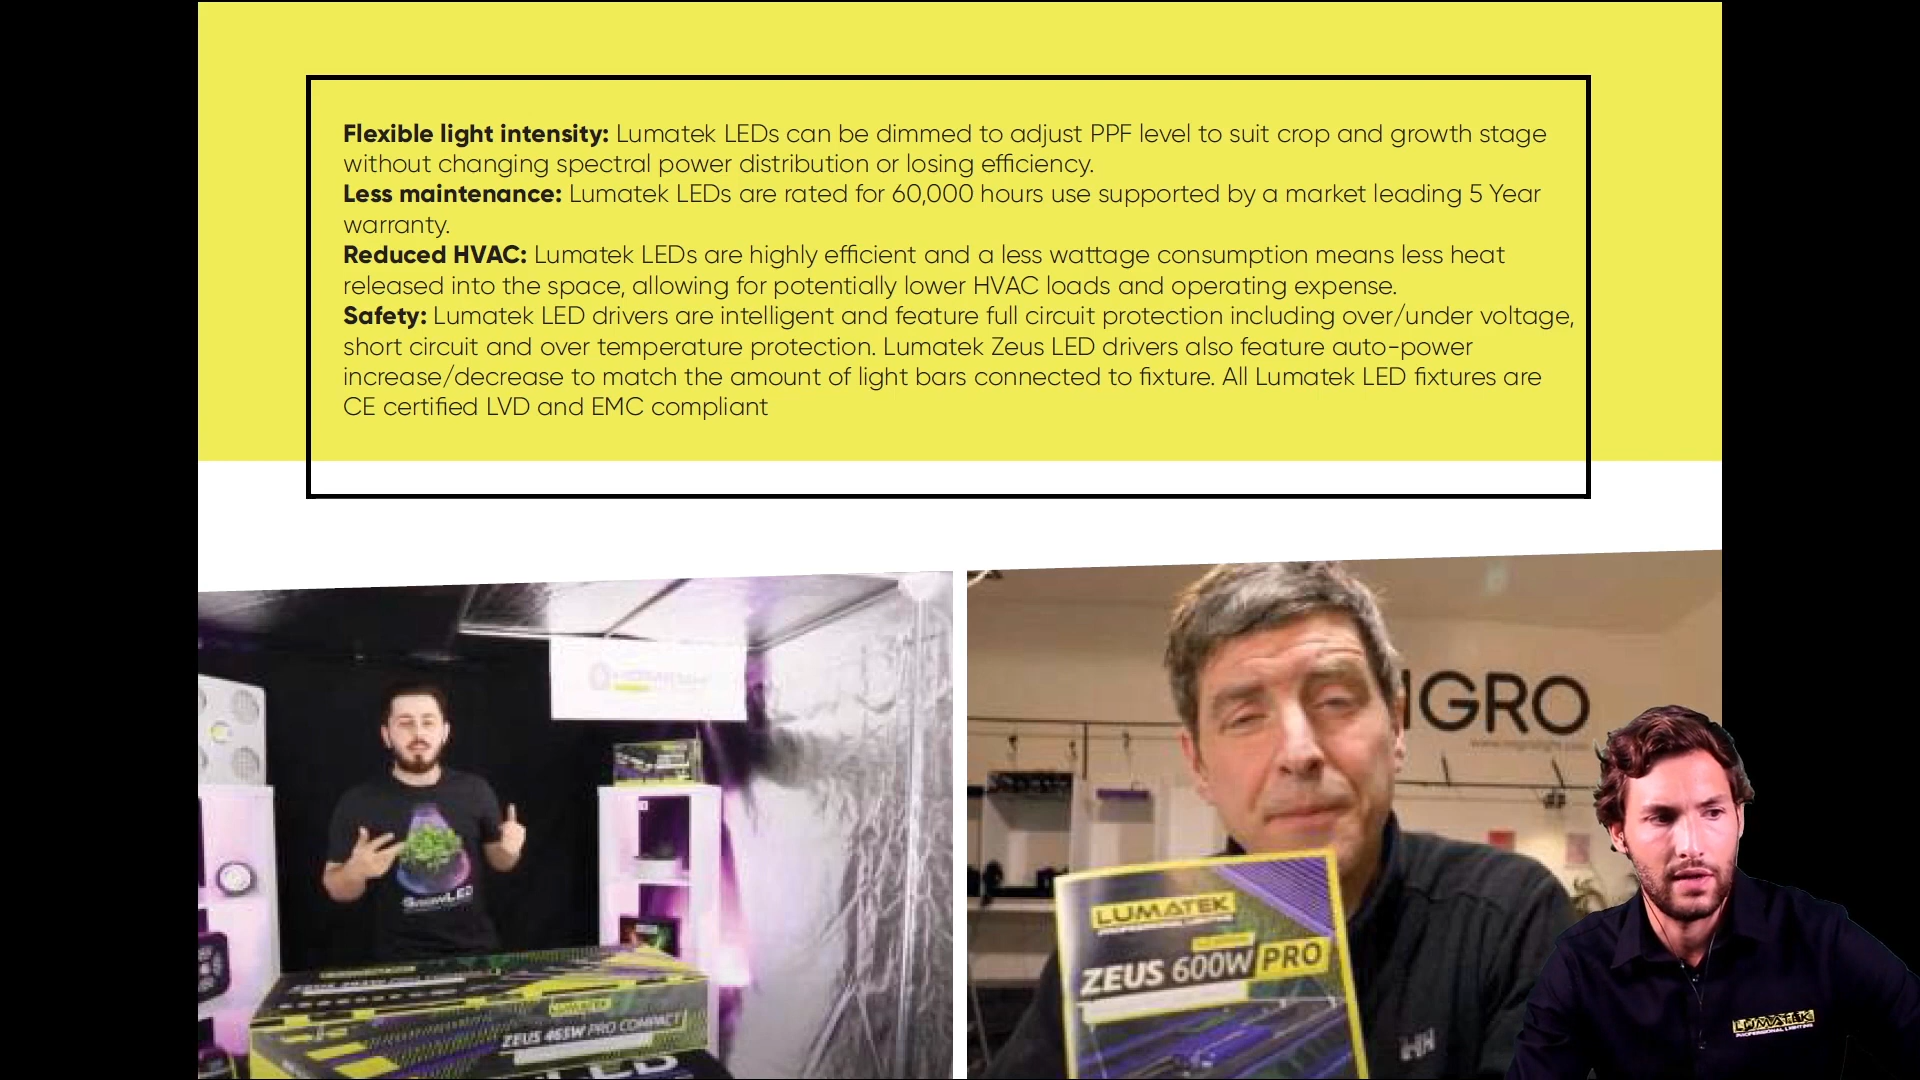 Flexible light intensity: Lumatek LEDs can be dimmed to adjust PPF level to suit crop and growth stage
without changing spectral power distribution or losing efficiency.
Less maintenance: Lumatek LEDs are rated for 60,000 hours use supported by a market leading 5 Year
warranty.
Reduced HVAC: Lumatek LEDs are highly efficient and a less wattage consumption means less heat
released into the space, allowing for potentially lower HVAC loads and operating expense.
Safety: Lumatek LED drivers are intelligent and feature full circuit protection including over/under voltage,
short circuit and over temperature protection. Lumatek Zeus LED drivers also feature auto-power
increase/decrease to match the amount of light bars connected to fixture. All Lumatek LED fixtures are
CE certified LVD and EMC compliant
IGRO
LUMATEK
ZEUS 600W PRO
LUMATEK
ZEUS 465W PRO COMPACT
HH
LUMATEK
PROFESSIONAL LIGHTING